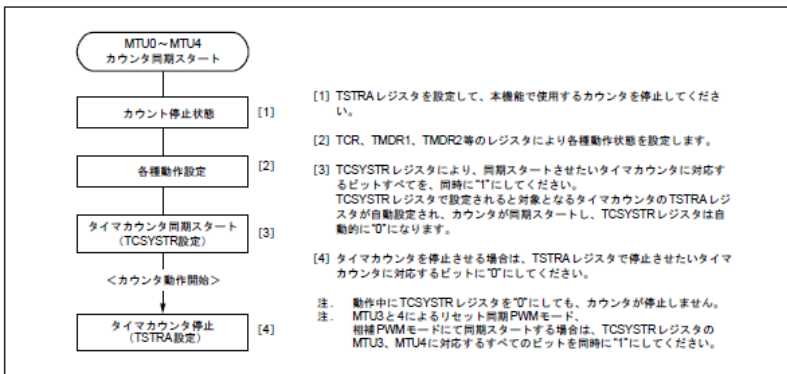 MTU0～MTU4
カウンタ同期スタート
カウント停止状態
[1]
各種動作設定
[2]
タイマカウンタ同期スタート
(TCSYSTR設定)
[3]
＜カウンタ動作開始＞
タイマカウンタ停止
(TSTRA設定)
[4]
[1] TSTRAレジスタを設定して、本機能で使用するカウンタを停止してくださ
い。
[2] TCR、TMDR1、TMDR2等のレジスタにより各種動作状態を設定します。
[3] TCSYSTRレジスタにより、同期スタートさせたいタイマカウンタに対応す
るビットすべてを、同時に“1”にしてください。
TCSYSTRレジスタで設定されると対象となるタイマカウンタのTSTRAレジ
スタが自動設定され、カウンタが同期スタートし、TCSYSTRレジスタは自
動的に“0”になります。
[4] タイマカウンタを停止させる場合は、TSTRAレジスタで停止させたいタイマ
カウンタに対応するビットに“0”にしてください。
注． 動作中にTCSYSTRレジスタを“0”にしても、カウンタが停止しません。
注． MTU3と4によるリセット同期PWMモード、
相補PWMモードにて同期スタートする場合は、TCSYSTRレジスタの
MTU3、MTU4に対応するすべてのビットを同時に“1”にしてください。